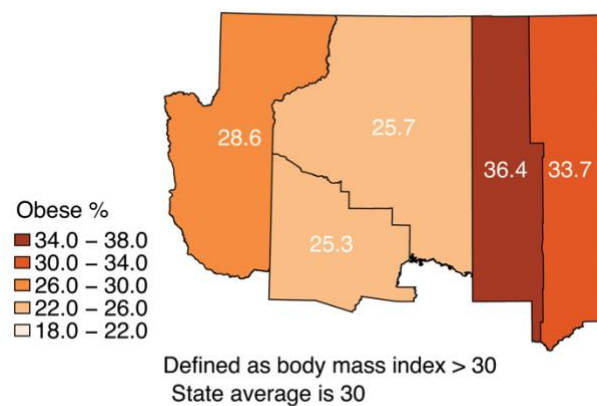 28.6
25.7
36.4
33.7
25.3
Obese %
34.0 – 38.0
30.0 – 34.0
26.0 – 30.0
22.0 – 26.0
18.0 – 22.0
Defined as body mass index > 30
State average is 30